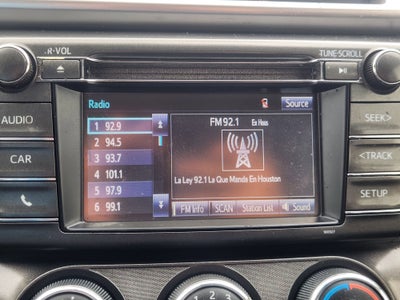 PWR·VOL
TUNE·SCROLL
Radio
Source
AUDIO
CAR
SEEK>
<TRACK
SETUP
1 92.9
2 94.5
3 93.7
4 101.1
5 97.9
6 99.1
FM 92.1
La Ley 92.1 La Que Manda En Houston
FM Info
SCAN
Station List
Sound